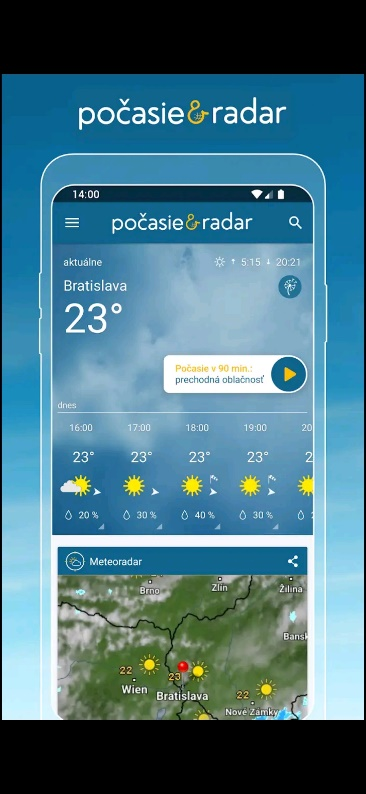 počasie&radar
14:00
počasie&radar
aktuálne
↑ 5:15 ↓ 20:21
Bratislava
23°
Počasie v 90 min.:
prechodná oblačnosť
dnes
16:00 17:00 18:00 19:00 20
23° 23° 23° 23°
20 % 30 % 40 % 30 %
Meteoradar
Brno Zlín Žilina
Bansk
22 23
Wien Bratislava
22
Nové Zámky